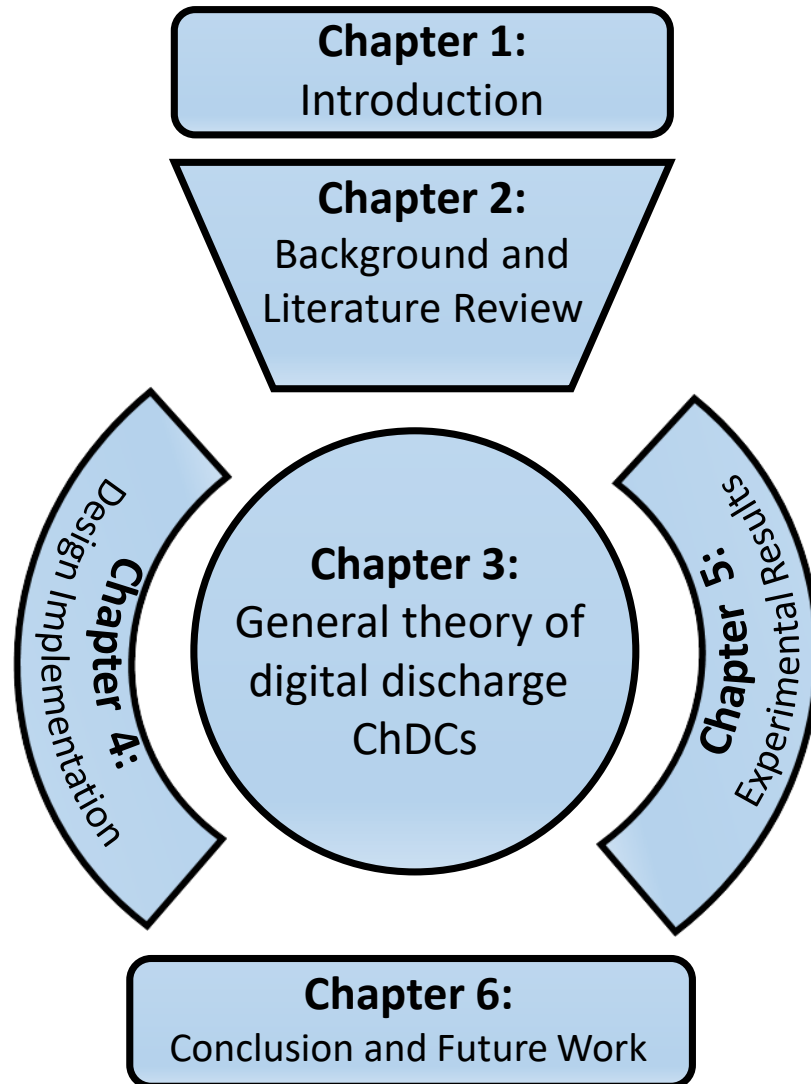 Chapter 1:
Introduction
Chapter 2:
Background and
Literature Review
Chapter 3:
General theory of
digital discharge
ChDCs
Chapter 4:
Design Implementation
Chapter 5:
Experimental Results
Chapter 6:
Conclusion and Future Work